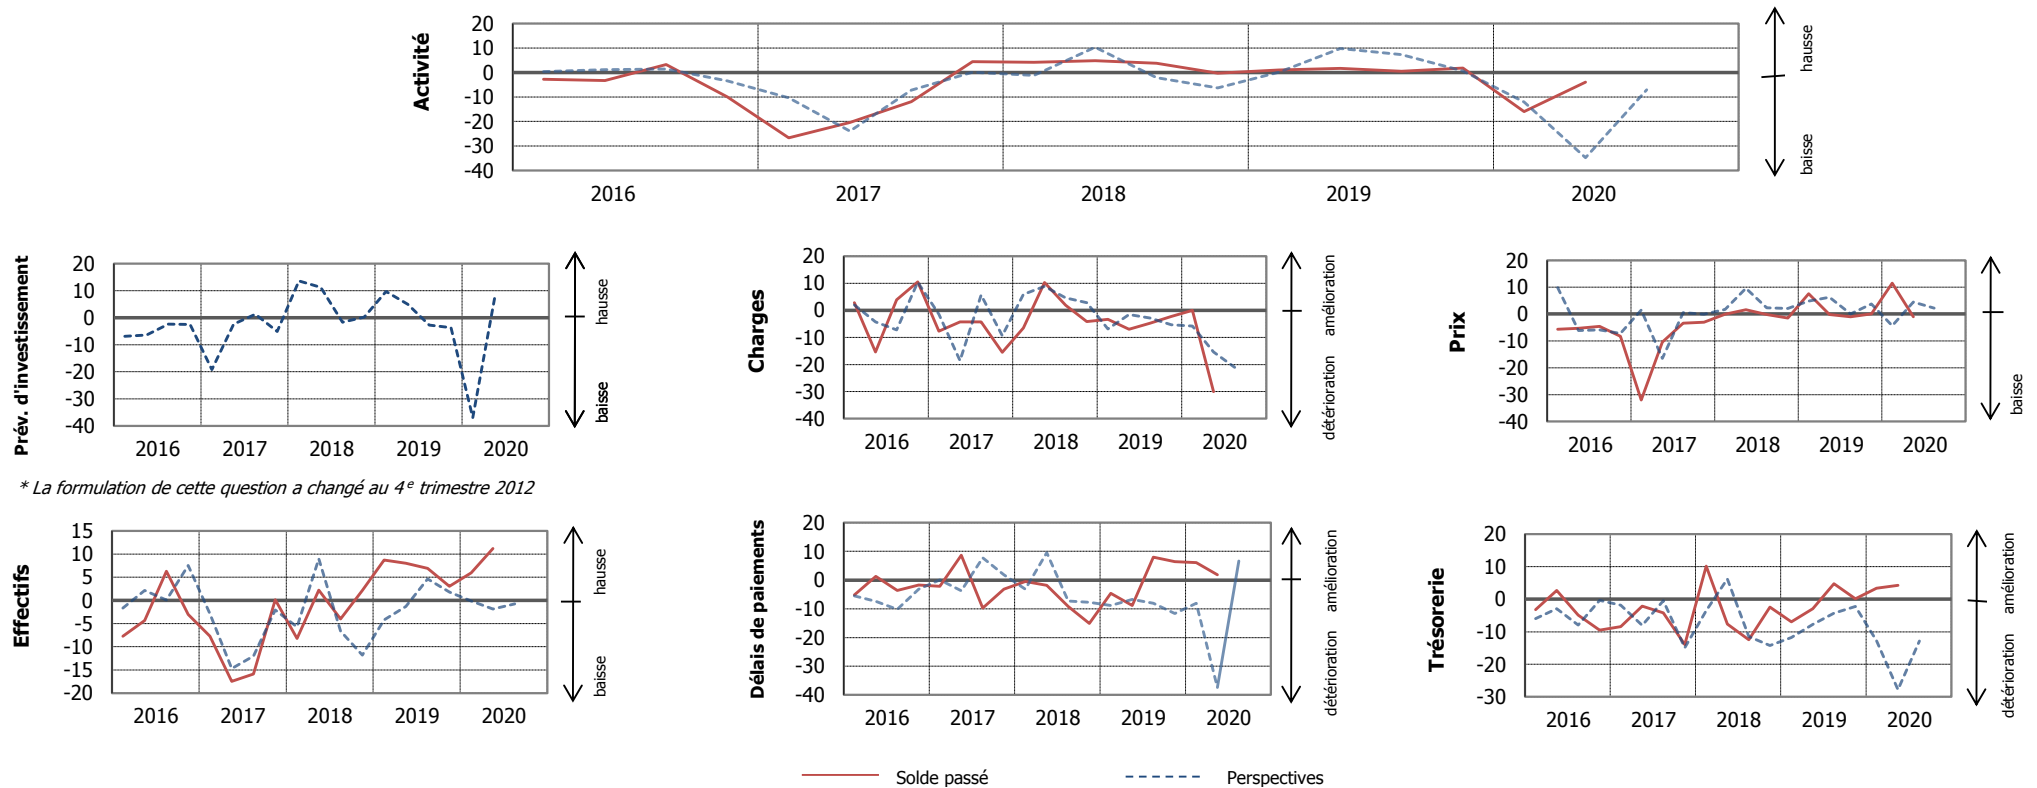 Activité
20
10
0
-10
-20
-30
-40
2016 2017 2018 2019 2020
hausse
baisse
Prév. d'investissement
20
10
0
-10
-20
-30
-40
2016 2017 2018 2019 2020
hausse
baisse
Charges
20
10
0
-10
-20
-30
-40
2016 2017 2018 2019 2020
amélioration
détérioration
Prix
20
10
0
-10
-20
-30
-40
2016 2017 2018 2019 2020
baisse
* La formulation de cette question a changé au 4e trimestre 2012
Effectifs
15
10
5
0
-5
-10
-15
-20
2016 2017 2018 2019 2020
hausse
baisse
Délais de paiements
20
10
0
-10
-20
-30
-40
2016 2017 2018 2019 2020
amélioration
détérioration
Trésorerie
20
10
0
-10
-20
-30
2016 2017 2018 2019 2020
amélioration
détérioration
Solde passé Perspectives